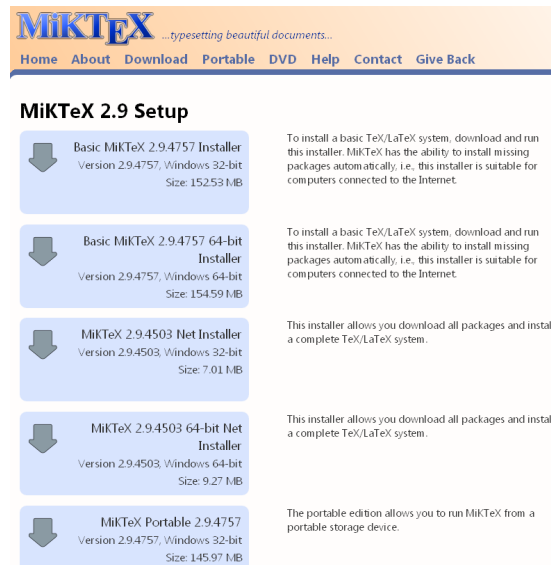 MiKTeX ...typesetting beautiful documents...
Home About Download Portable DVD Help Contact Give Back
MiKTeX 2.9 Setup
Basic MiKTeX 2.9.4757 Installer
Version 2.9.4757, Windows 32-bit
Size: 152.53 MB
To install a basic TeX/LaTeX system, download and run
this installer. MiKTeX has the ability to install missing
packages automatically, i.e., this installer is suitable for
computers connected to the Internet.
Basic MiKTeX 2.9.4757 64-bit
Installer
Version 2.9.4757, Windows 64-bit
Size: 154.59 MB
To install a basic TeX/LaTeX system, download and run
this installer. MiKTeX has the ability to install missing
packages automatically, i.e., this installer is suitable for
computers connected to the Internet.
MiKTeX 2.9.4503 Net Installer
Version 2.9.4503, Windows 32-bit
Size: 7.01 MB
This installer allows you download all packages and instal
a complete TeX/LaTeX system.
MiKTeX 2.9.4503 64-bit Net
Installer
Version 2.9.4503, Windows 64-bit
Size: 9.27 MB
This installer allows you download all packages and instal
a complete TeX/LaTeX system.
MiKTeX Portable 2.9.4757
Version 2.9.4757, Windows 32-bit
Size: 145.97 MB
The portable edition allows you to run MiKTeX from a
portable storage device.